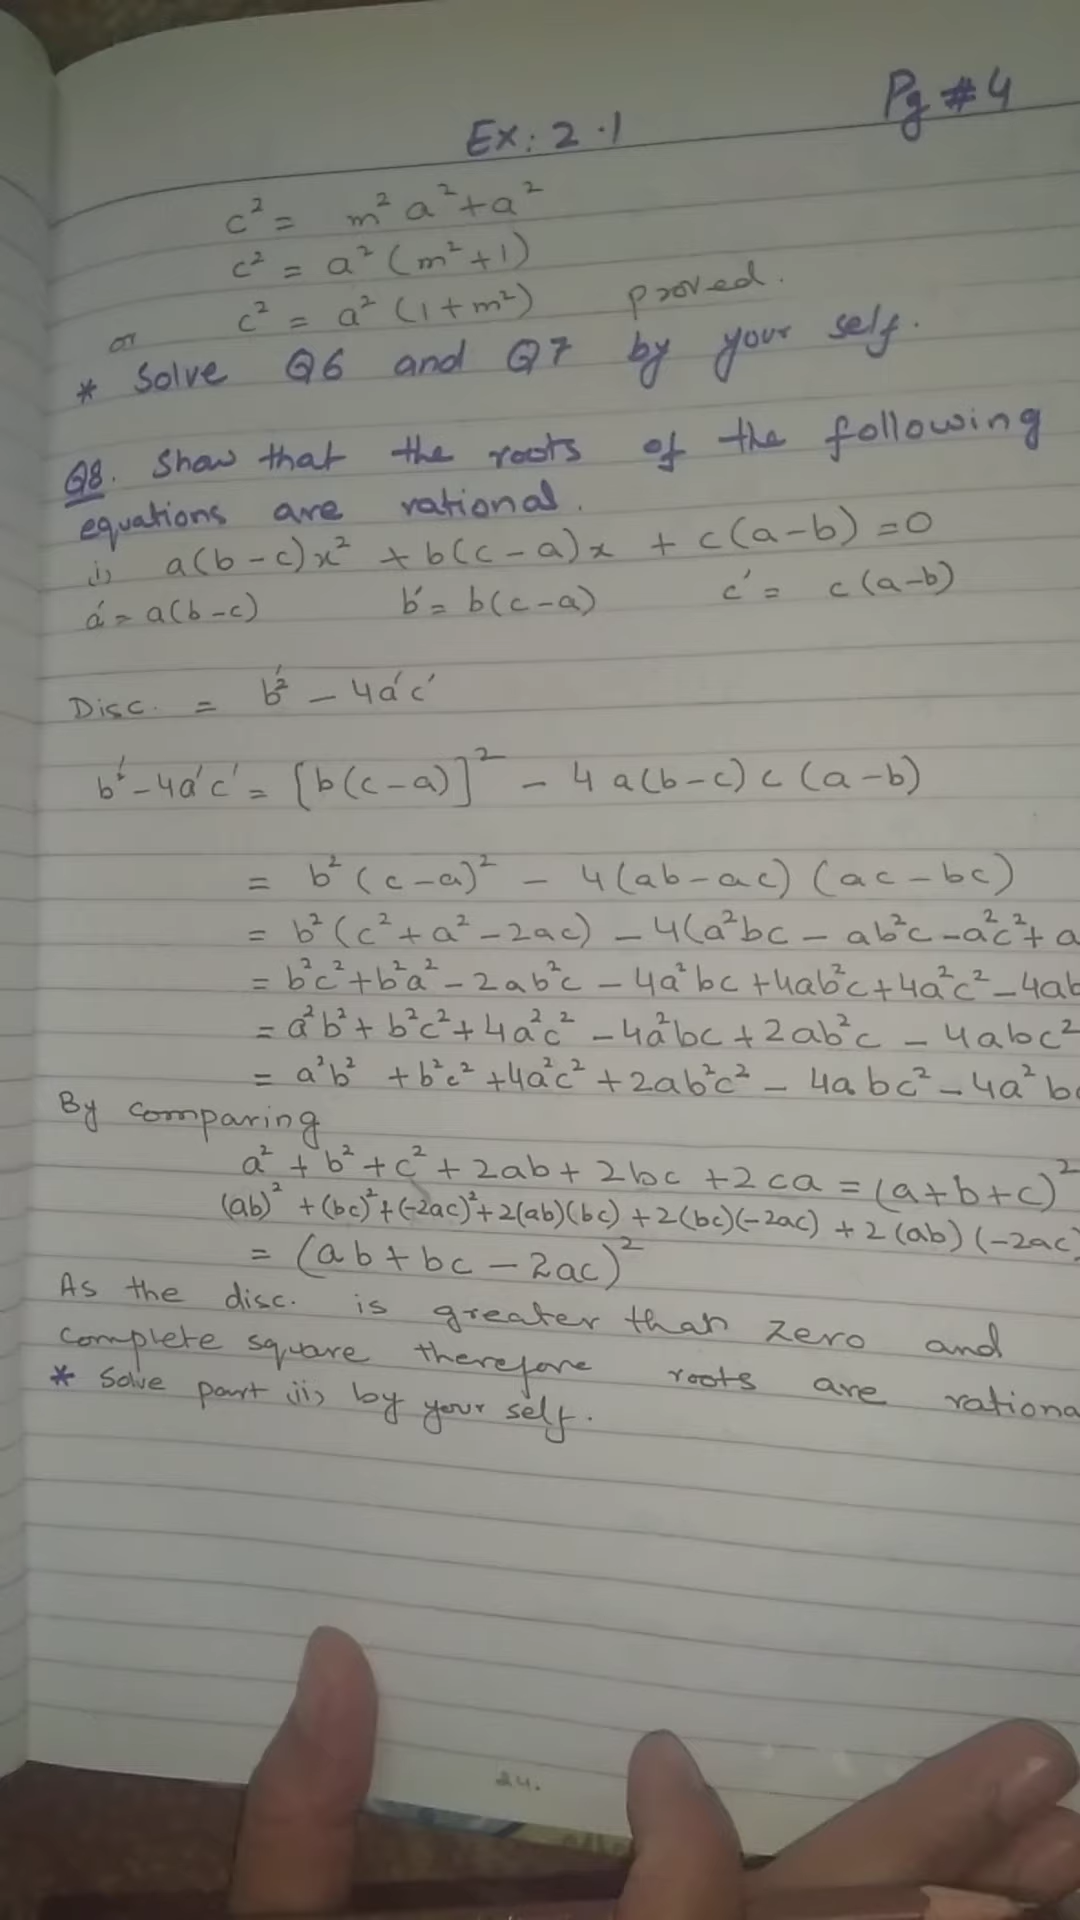 Pg #4
Ex: 2.1
c² = m²a² + a²
c² = a² (m²+1)
or c² = a² (1+m²) proved.
* Solve Q6 and Q7 by your self.
Q8. Show that the roots of the following
equations are rational.
i) a(b-c)x² + b(c-a)x + c(a-b) = 0
a′= a(b-c) b′= b(c-a) c′= c(a-b)
Disc. = b′² - 4a′c′
b′²-4a′c′ = [b(c-a)]² - 4 a(b-c) c (a-b)
= b² (c-a)² - 4(ab-ac) (ac-bc)
= b²(c²+a²-2ac) -4(a²bc - ab²c -a²c²+ a
= b²c²+b²a²-2ab²c -4a²bc+4ab²c+4a²c²-4ab
= a²b²+b²c²+4a²c² -4a²bc+2ab²c - 4abc²
= a²b² +b²c² +4a²c² +2ab²c² - 4abc²-4a²b
By comparing
a² + b² + c² + 2ab + 2bc + 2ca = (a+b+c)²
(ab)² +(bc)²+(-2ac)²+2(ab)(bc)+2(bc)(-2ac) + 2(ab)(-2ac)
= (ab+bc-2ac)²
As the disc. is greater than zero and
complete square therefore roots are rationa
* Solve part ii) by your self.
24.